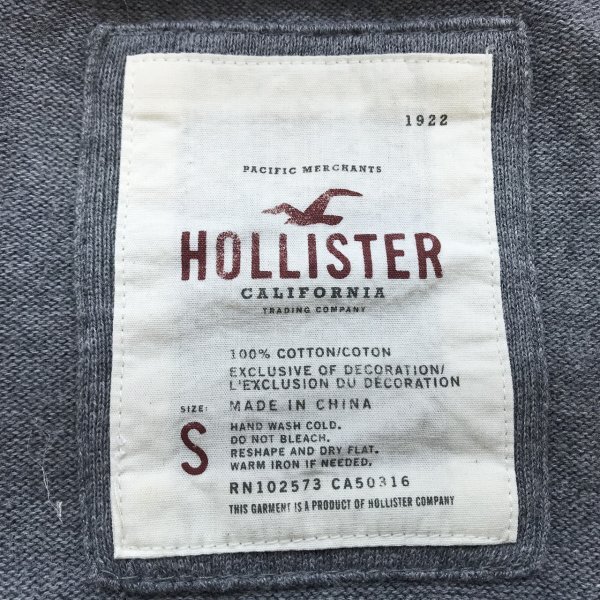 1922
PACIFIC MERCHANTS
HOLLISTER
CALIFORNIA
TRADING COMPANY
100% COTTON/COTON
EXCLUSIVE OF DECORATION/
L'EXCLUSION DU DÉCORATION
SIZE: MADE IN CHINA
S
HAND WASH COLD.
DO NOT BLEACH.
RESHAPE AND DRY FLAT.
WARM IRON IF NEEDED.
RN102573 CA50316
THIS GARMENT IS A PRODUCT OF HOLLISTER COMPANY